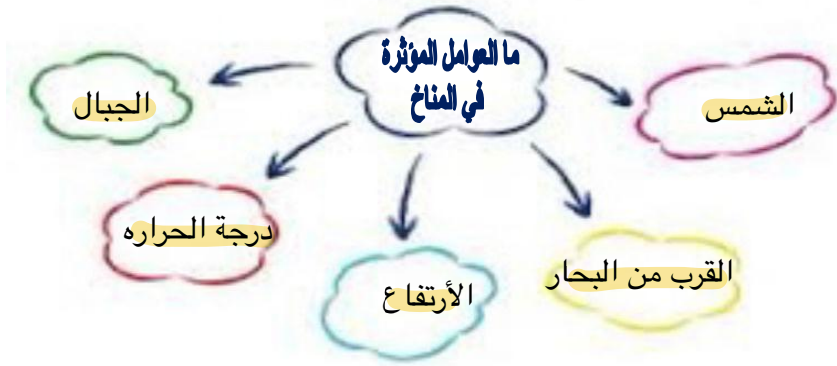 ما العوامل المؤثرة
في المناخ
الشمس
الجبال
درجة الحراره
القرب من البحار
الأرتفاع